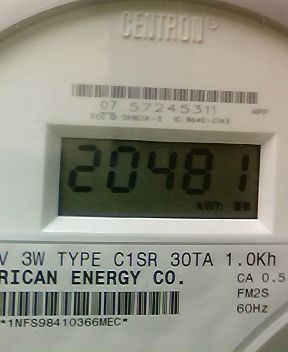 CENTRON®
07 57245311
20481
kWh
V 3W TYPE C1SR 30TA 1.0Kh
RICAN ENERGY CO.
CA 0.5
FM2S
60Hz
*1NFS98410366MEC*